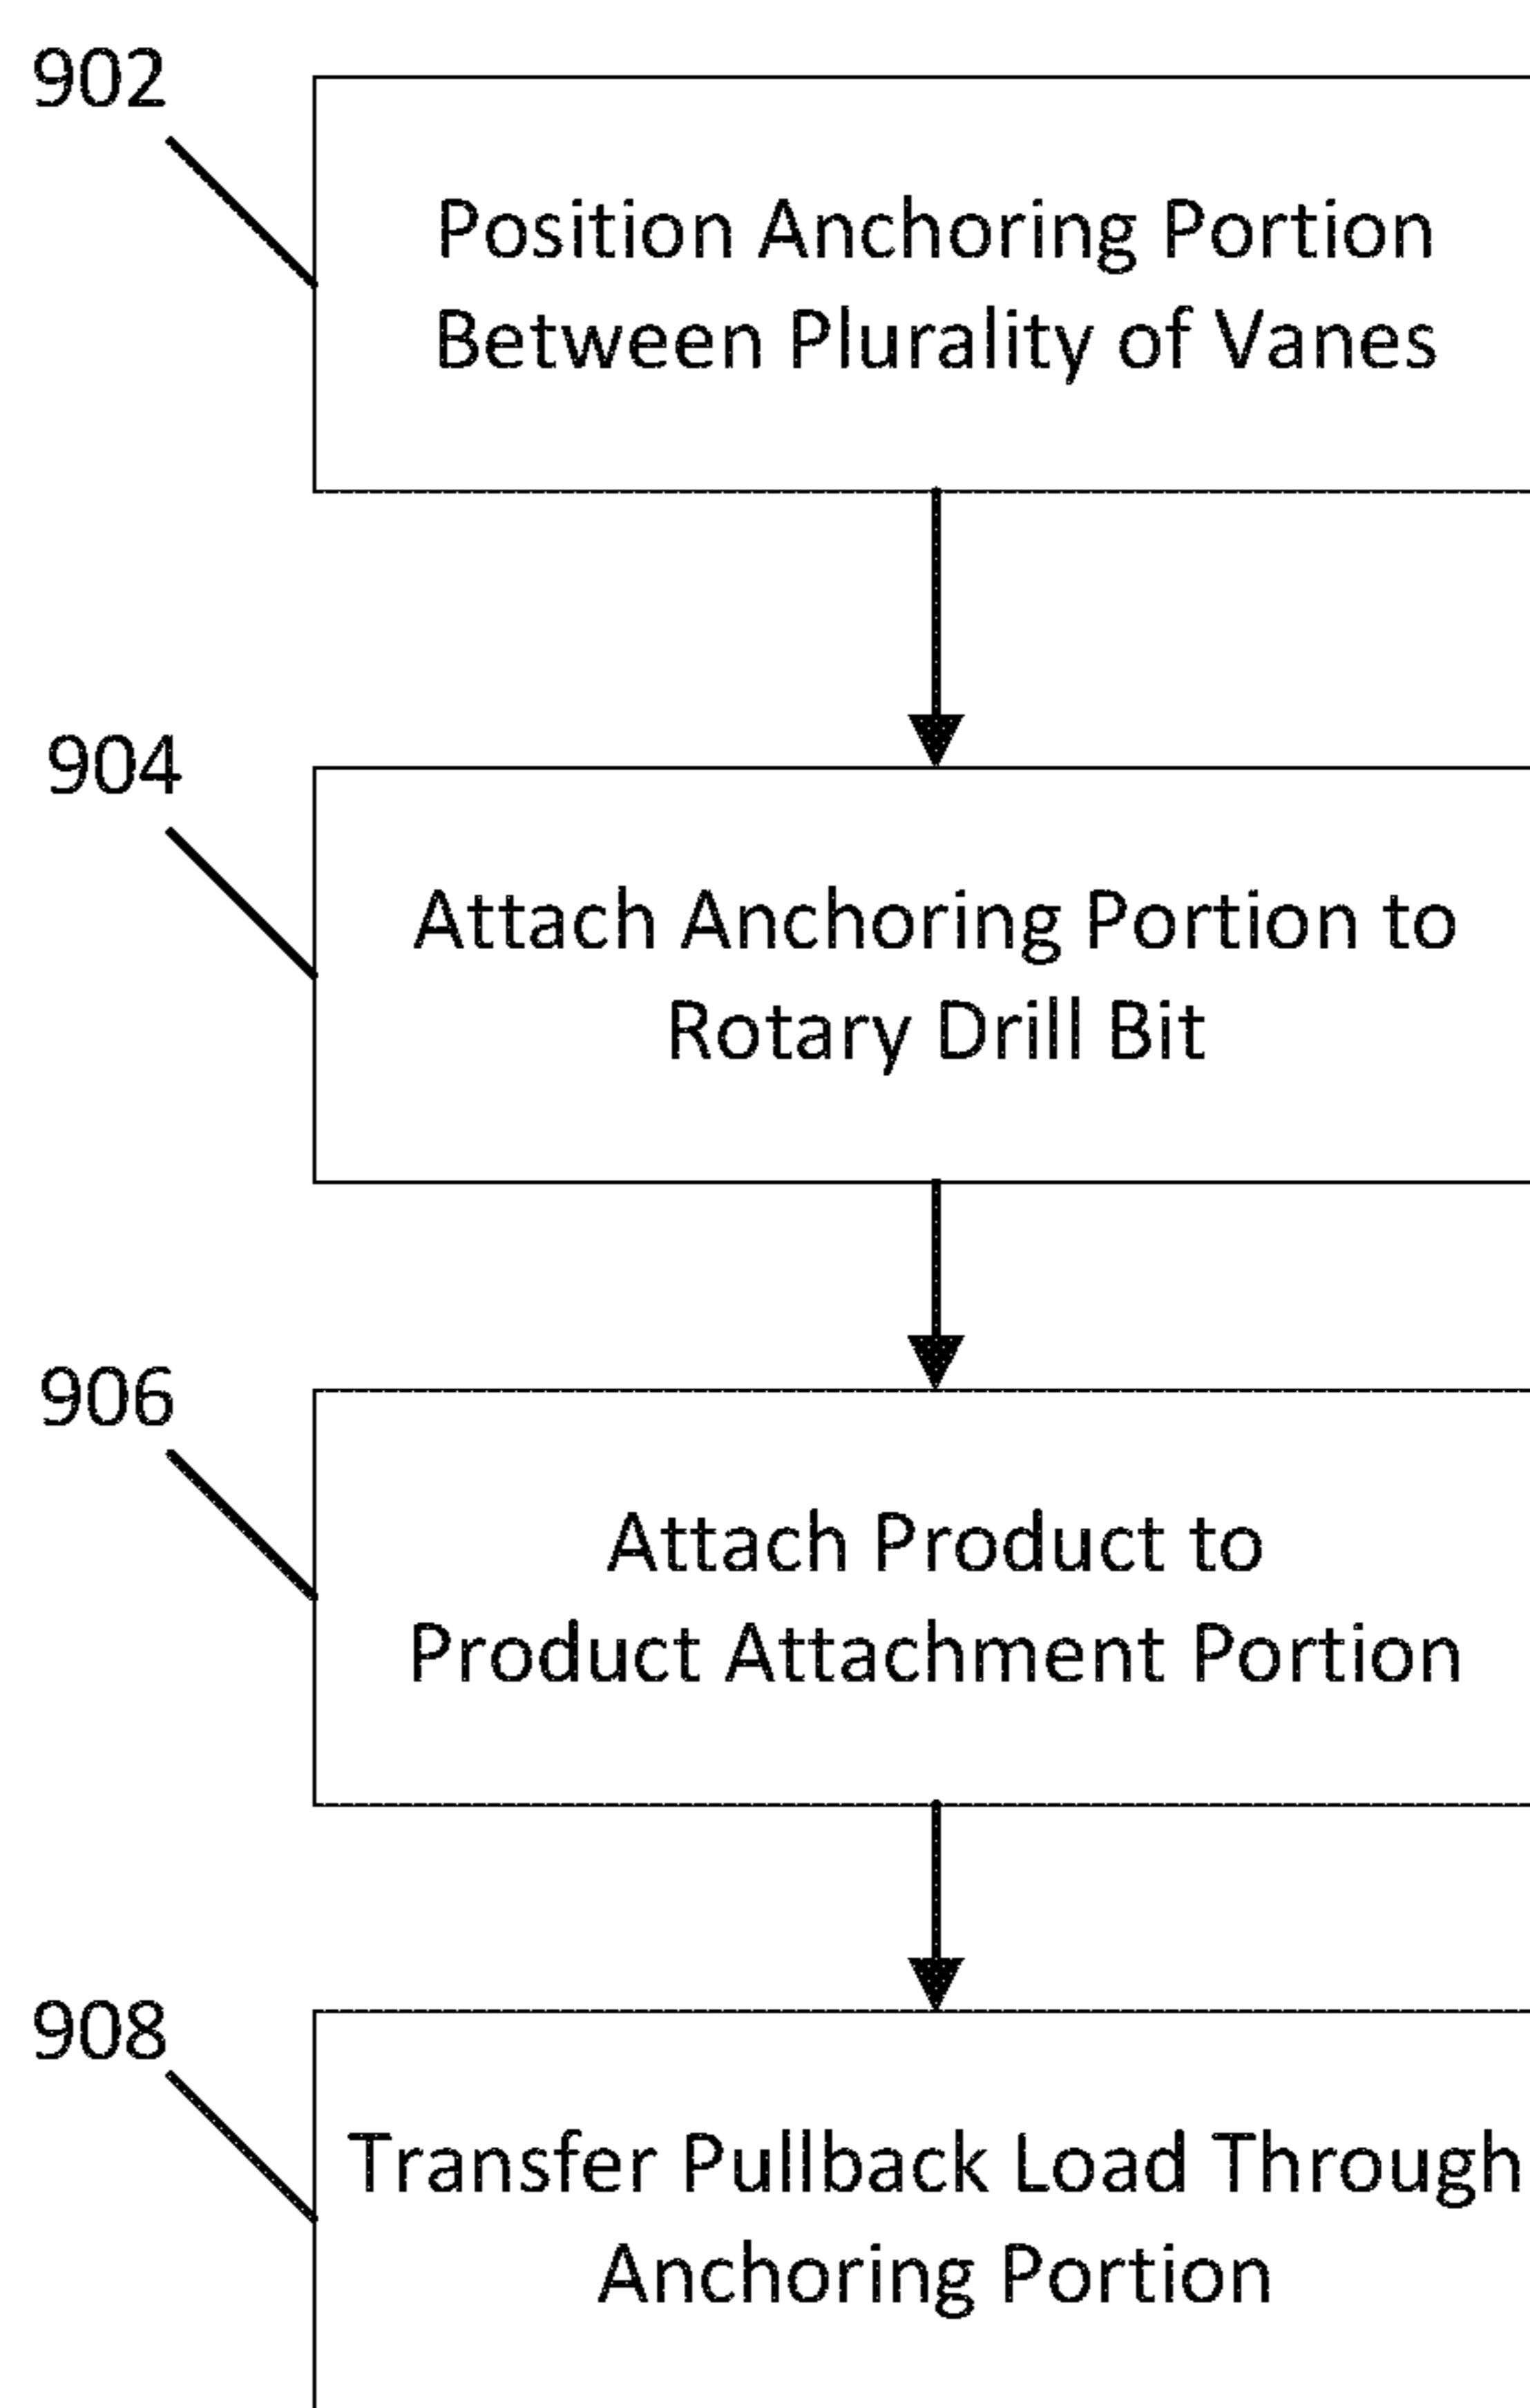 902
Position Anchoring Portion
Between Plurality of Vanes
904
Attach Anchoring Portion to
Rotary Drill Bit
906
Attach Product to
Product Attachment Portion
908
Transfer Pullback Load Through
Anchoring Portion